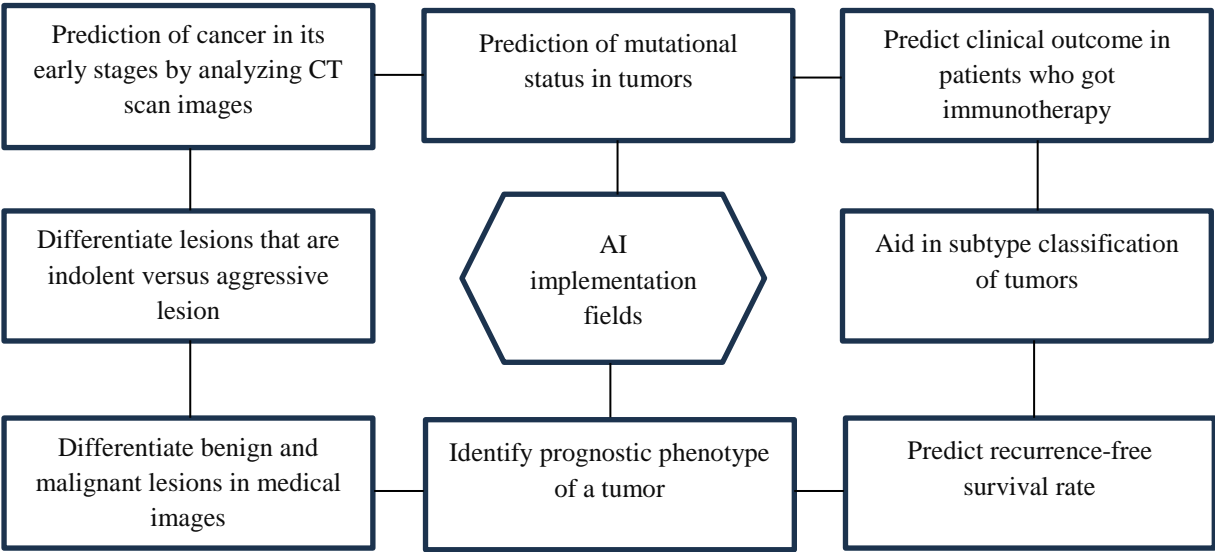 Prediction of cancer in its
early stages by analyzing CT
scan images
Prediction of mutational
status in tumors
Predict clinical outcome in
patients who got
immunotherapy
Differentiate lesions that are
indolent versus aggressive
lesion
AI
implementation
fields
Aid in subtype classification
of tumors
Differentiate benign and
malignant lesions in medical
images
Identify prognostic phenotype
of a tumor
Predict recurrence-free
survival rate